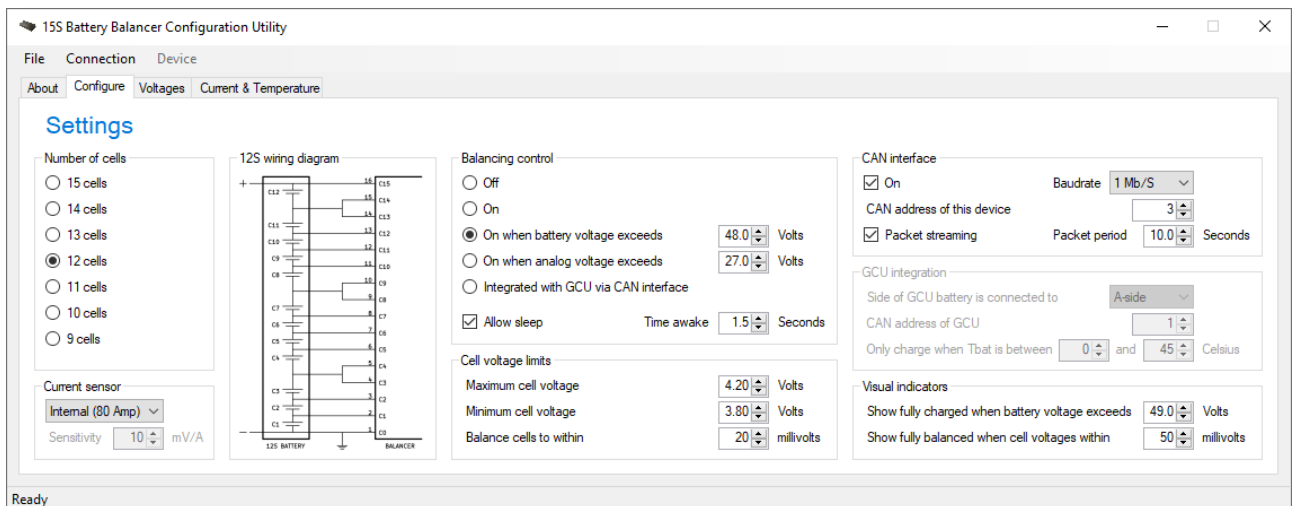 15S Battery Balancer Configuration Utility
File Connection Device
About Configure Voltages Current & Temperature
Settings
Number of cells
15 cells
14 cells
13 cells
12 cells
11 cells
10 cells
9 cells
Current sensor
Internal (80 Amp)
Sensitivity 10 mV/A
12S wiring diagram
+
-
C12
C11
C10
C9
C8
C7
C6
C5
C4
C3
C2
C1
16 C15
15 C14
14 C13
13 C12
12 C11
11 C10
10 C9
9 C8
8 C7
7 C6
6 C5
5 C4
4 C3
3 C2
2 C1
1 C0
12S BATTERY BALANCER
Balancing control
Off
On
On when battery voltage exceeds 48.0 Volts
On when analog voltage exceeds 27.0 Volts
Integrated with GCU via CAN interface
Allow sleep Time awake 1.5 Seconds
Cell voltage limits
Maximum cell voltage 4.20 Volts
Minimum cell voltage 3.80 Volts
Balance cells to within 20 millivolts
CAN interface
On Baudrate 1 Mb/S
CAN address of this device 3
Packet streaming Packet period 10.0 Seconds
GCU integration
Side of GCU battery is connected to A-side
CAN address of GCU 1
Only charge when Tbat is between 0 and 45 Celsius
Visual indicators
Show fully charged when battery voltage exceeds 49.0 Volts
Show fully balanced when cell voltages within 50 millivolts
Ready